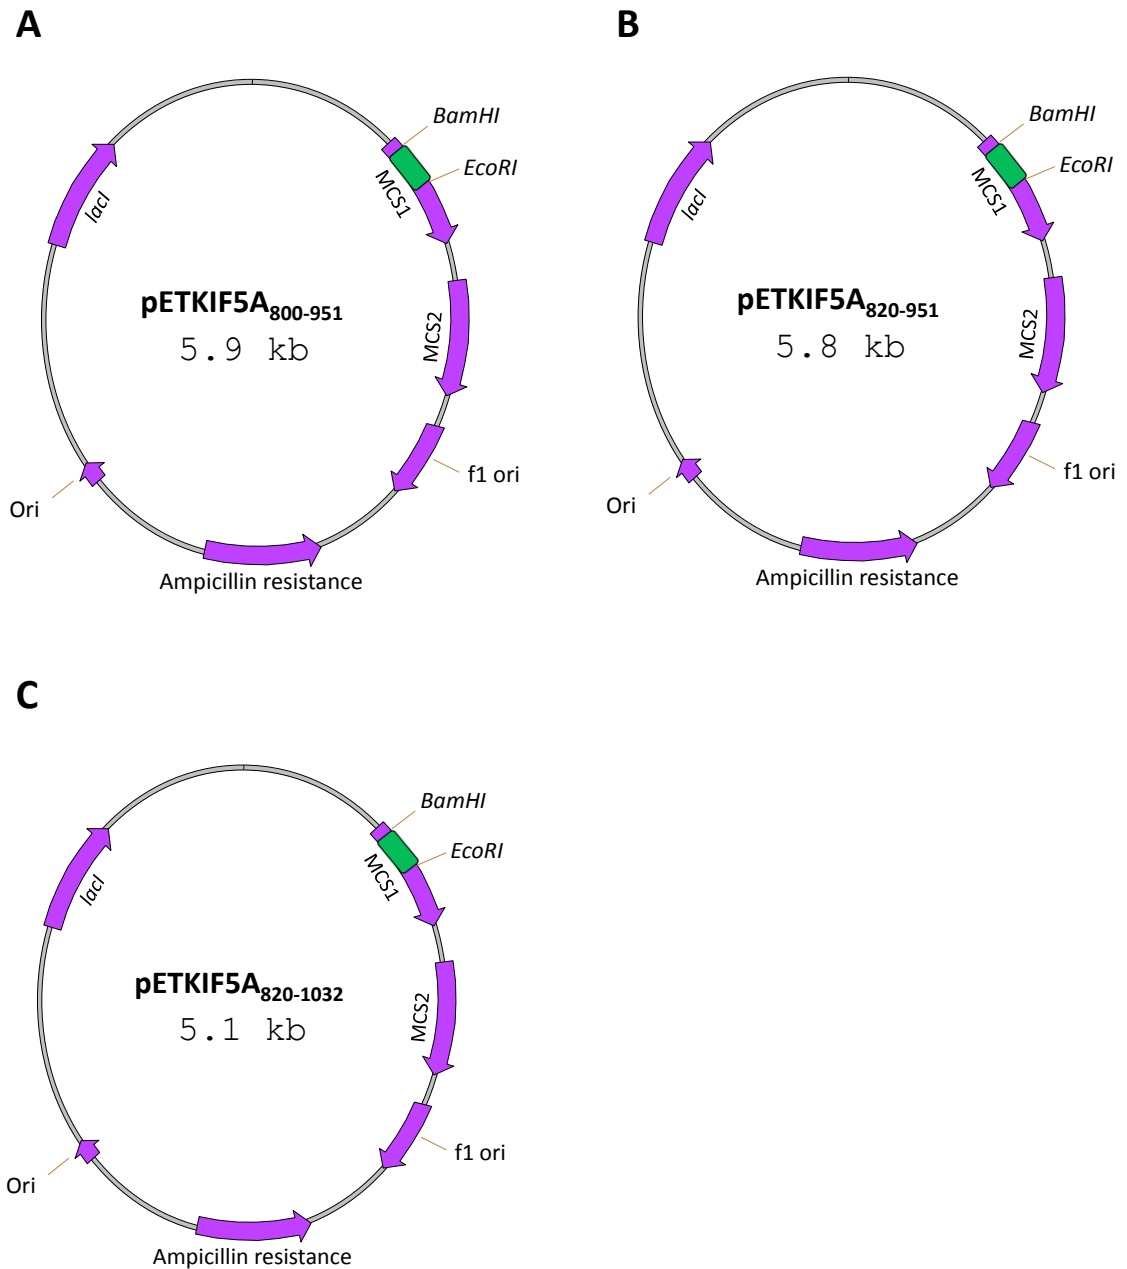 A
BamHI
EcoRI
MCS1
lacI
pETKIF5A800-951
5.9 kb
MCS2
f1 ori
Ori
Ampicillin resistance
B
BamHI
EcoRI
MCS1
lacI
pETKIF5A820-951
5.8 kb
MCS2
f1 ori
Ori
Ampicillin resistance
C
BamHI
EcoRI
MCS1
lacI
pETKIF5A820-1032
5.1 kb
MCS2
f1 ori
Ori
Ampicillin resistance